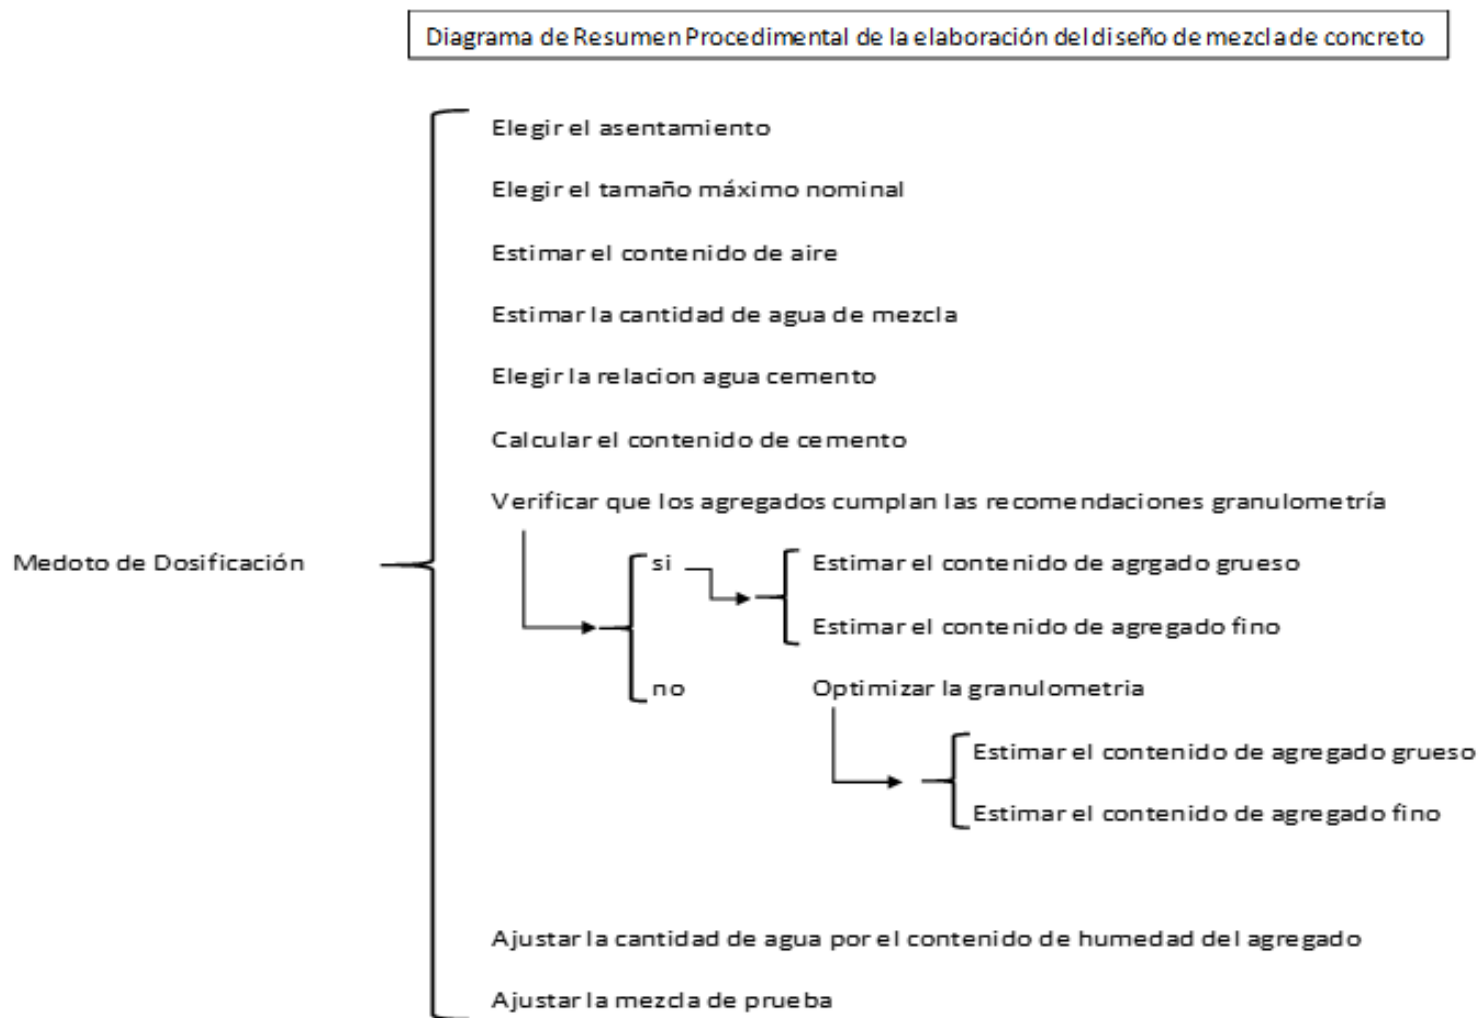 Diagrama de Resumen Procedimental de la elaboración del diseño de mezcla de concreto
Elegir el asentamiento
Elegir el tamaño máximo nominal
Estimar el contenido de aire
Estimar la cantidad de agua de mezcla
Elegir la relacion agua cemento
Calcular el contenido de cemento
Verificar que los agregados cumplan las recomendaciones granulometría
Medoto de Dosificación
si
Estimar el contenido de agrgado grueso
Estimar el contenido de agregado fino
no
Optimizar la granulometria
Estimar el contenido de agregado grueso
Estimar el contenido de agregado fino
Ajustar la cantidad de agua por el contenido de humedad del agregado
Ajustar la mezcla de prueba